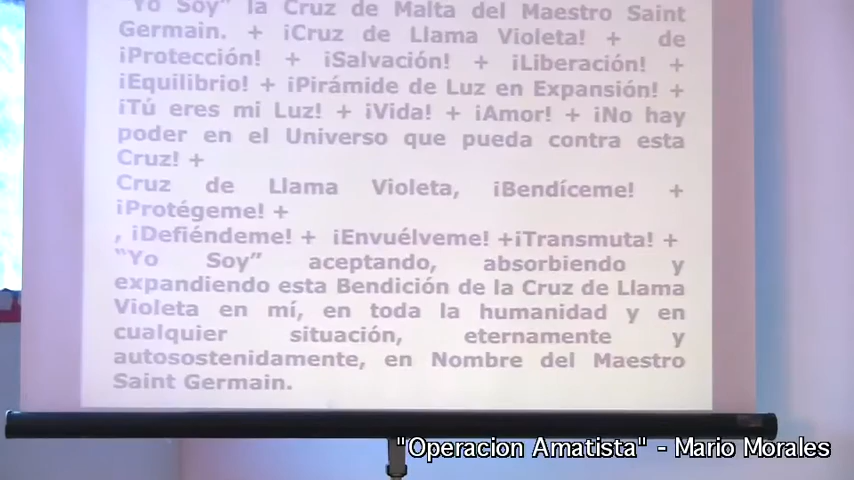 "Yo Soy" la Cruz de Malta del Maestro Saint
Germain. + ¡Cruz de Llama Violeta! + de
¡Protección! + ¡Salvación! + ¡Liberación! +
¡Equilibrio! + ¡Pirámide de Luz en Expansión! +
¡Tú eres mi Luz! + ¡Vida! + ¡Amor! + ¡No hay
poder en el Universo que pueda contra esta
Cruz! +
Cruz de Llama Violeta, ¡Bendíceme! +
¡Protégeme! +
, ¡Defiéndeme! + ¡Envuélveme! +¡Transmuta! +
"Yo Soy" aceptando, absorbiendo y
expandiendo esta Bendición de la Cruz de Llama
Violeta en mí, en toda la humanidad y en
cualquier situación, eternamente y
autosostenidamente, en Nombre del Maestro
Saint Germain.
"Operacion Amatista" - Mario Morales